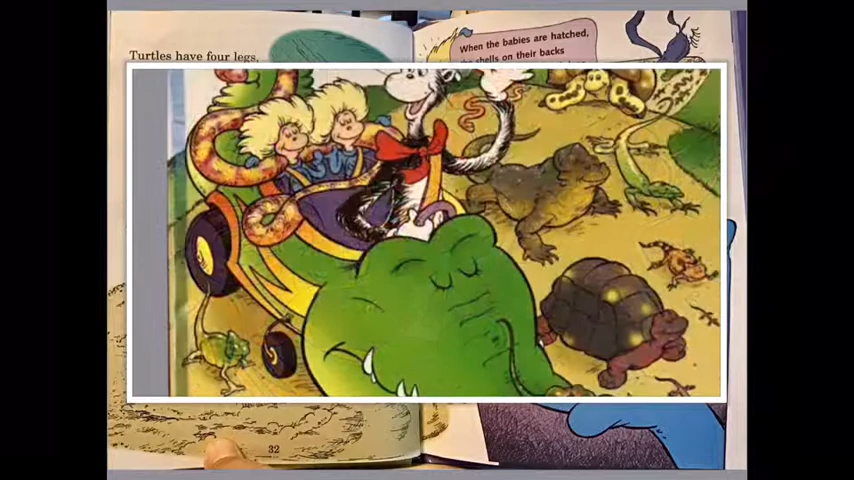 Turtles have four legs,
When the babies are hatched,
the shells on their backs
32